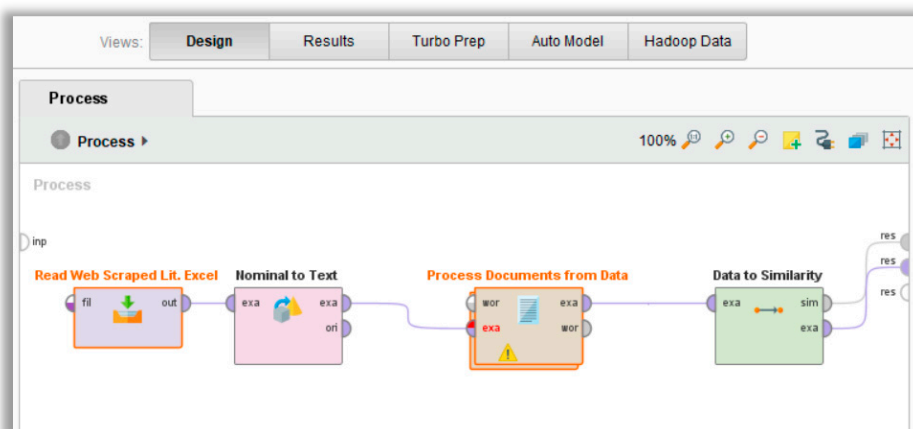 Views: Design Results Turbo Prep Auto Model Hadoop Data
Process
Process
100%
Process
inp
res
res
res
Read Web Scraped Lit. Excel Nominal to Text Process Documents from Data Data to Similarity
fil out exa exa wor exa exa sim
ori exa wor exa